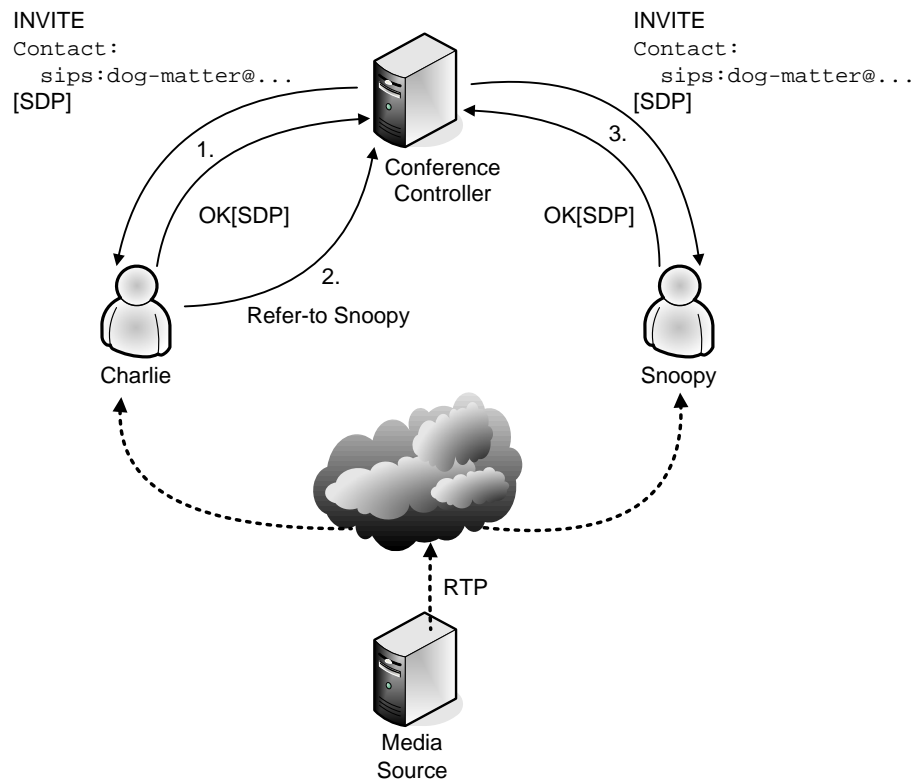 INVITE
Contact:
sips:dog-matter@...
[SDP]
INVITE
Contact:
sips:dog-matter@...
[SDP]
1.
3.
Conference
Controller
OK[SDP]
OK[SDP]
2.
Refer-to Snoopy
Charlie
Snoopy
RTP
Media
Source